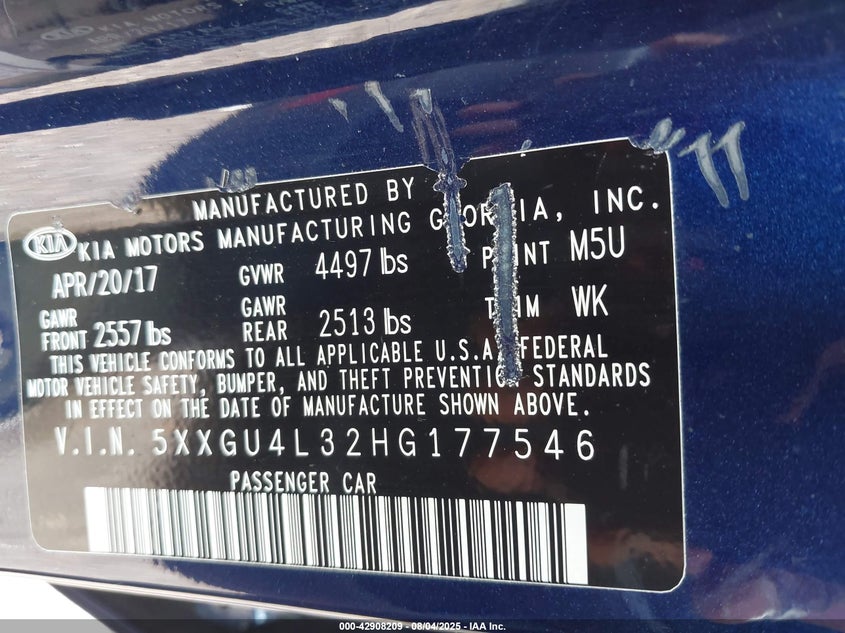 MANUFACTURED BY
KIA KIA MOTORS MANUFACTURING GEORGIA, INC.
APR/20/17 GVWR 4497 lbs PAINT M5U
GAWR FRONT 2557 lbs GAWR REAR 2513 lbs TRIM WK
THIS VEHICLE CONFORMS TO ALL APPLICABLE U.S.A. FEDERAL
MOTOR VEHICLE SAFETY, BUMPER, AND THEFT PREVENTION STANDARDS
IN EFFECT ON THE DATE OF MANUFACTURE SHOWN ABOVE.
V.I.N. 5XXGU4L32HG177546
PASSENGER CAR
000-42908209 - 08/04/2025 - IAA Inc.